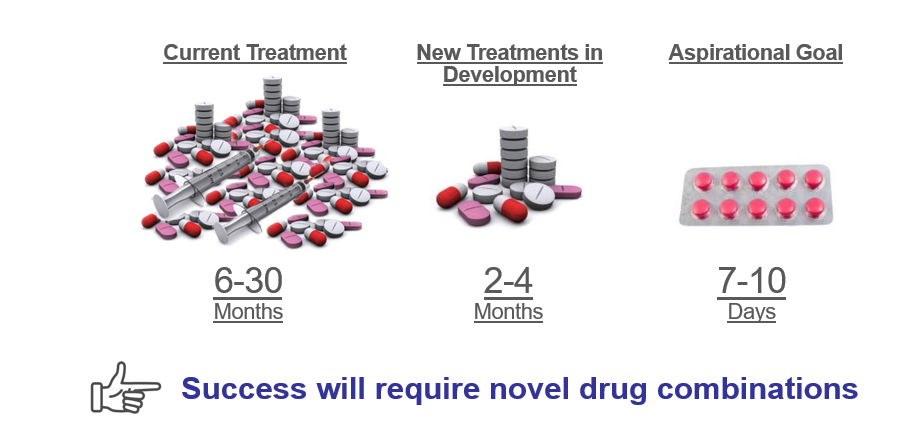 Current Treatment
New Treatments in
Development
Aspirational Goal
6-30
Months
2-4
Months
7-10
Days
Success will require novel drug combinations